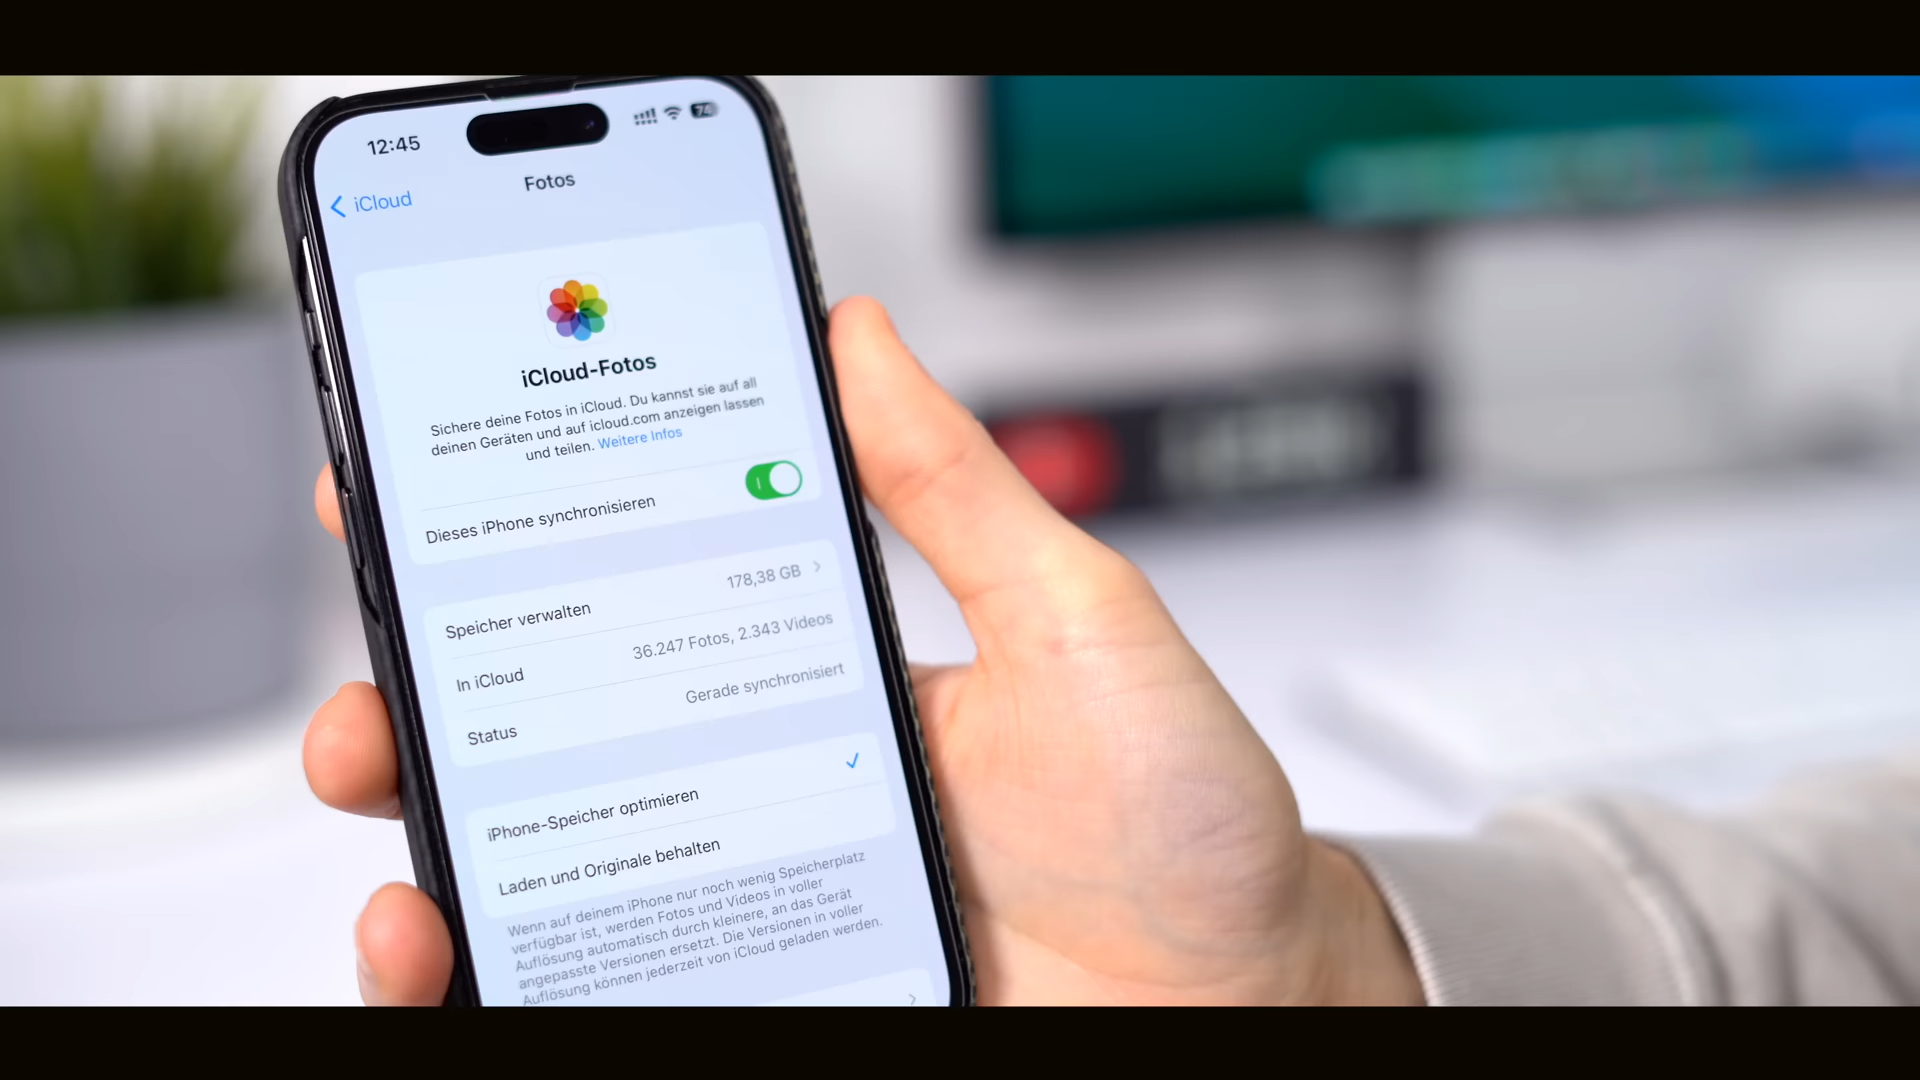 12:45
74
iCloud
Fotos
iCloud-Fotos
Sichere deine Fotos in iCloud. Du kannst sie auf all
deinen Geräten und auf icloud.com anzeigen lassen
und teilen. Weitere Infos
Dieses iPhone synchronisieren
Speicher verwalten 178,38 GB
In iCloud 36.247 Fotos, 2.343 Videos
Status Gerade synchronisiert
iPhone-Speicher optimieren
Laden und Originale behalten
Wenn auf deinem iPhone nur noch wenig Speicherplatz
verfügbar ist, werden Fotos und Videos in voller
Auflösung automatisch durch kleinere, an das Gerät
angepasste Versionen ersetzt. Die Versionen in voller
Auflösung können jederzeit von iCloud geladen werden.